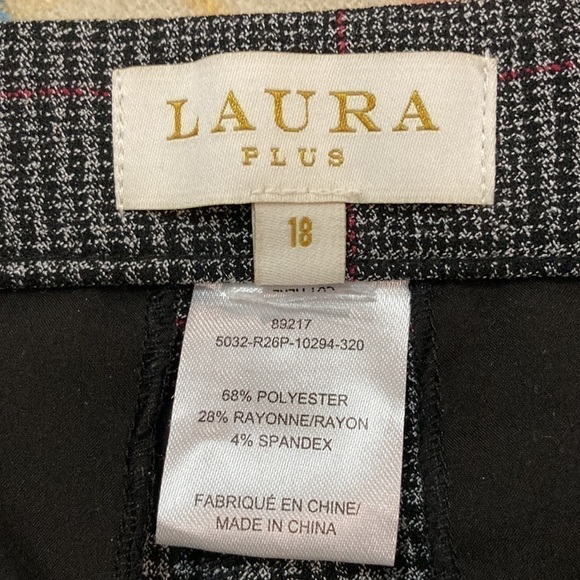 LAURA
PLUS
18
89217
5032-R26P-10294-320
68% POLYESTER
28% RAYONNE/RAYON
4% SPANDEX
FABRIQUÉ EN CHINE/
MADE IN CHINA